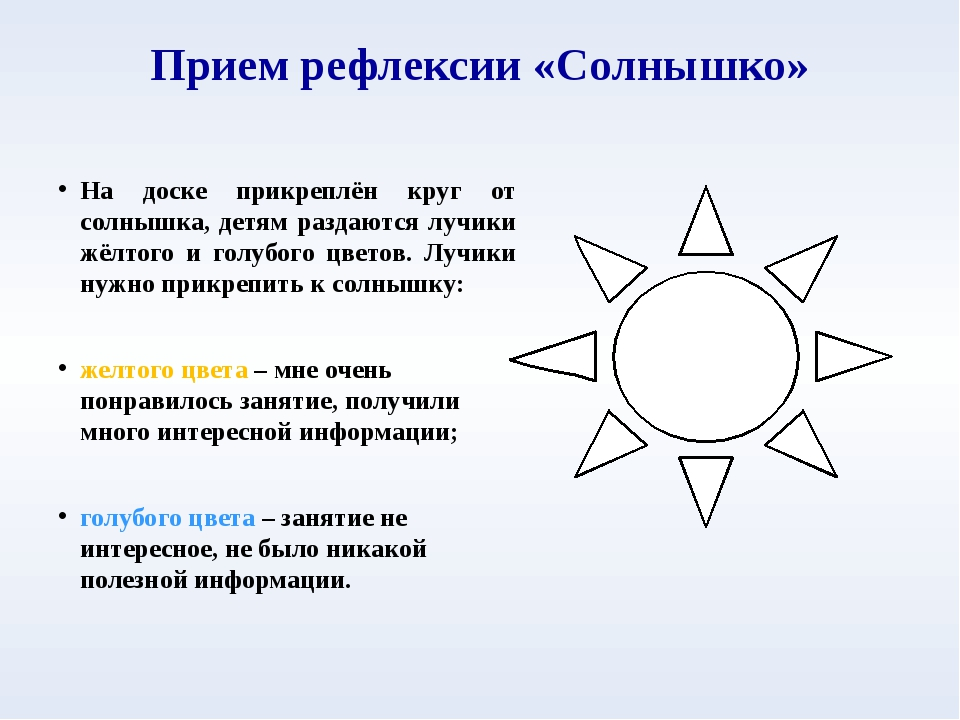 Прием рефлексии «Солнышко»
• На доске прикреплён круг от
солнышка, детям раздаются лучики
жёлтого и голубого цветов. Лучики
нужно прикрепить к солнышку:
• желтого цвета – мне очень
понравилось занятие, получили
много интересной информации;
• голубого цвета – занятие не
интересное, не было никакой
полезной информации.